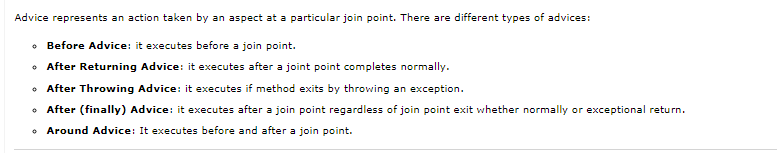 Advice represents an action taken by an aspect at a particular join point. There are different types of advices:
Before Advice: it executes before a join point.
After Returning Advice: it executes after a joint point completes normally.
After Throwing Advice: it executes if method exits by throwing an exception.
After (finally) Advice: it executes after a join point regardless of join point exit whether normally or exceptional return.
Around Advice: It executes before and after a join point.